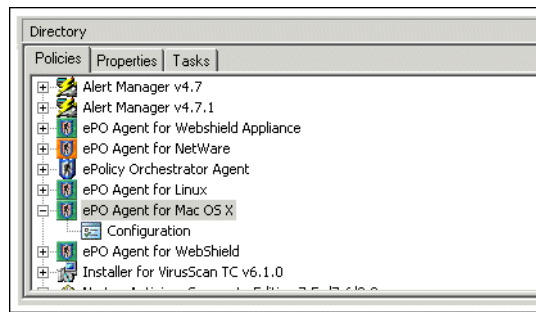 Directory
Policies Properties Tasks
Alert Manager v4.7
Alert Manager v4.7.1
ePO Agent for Webshield Appliance
ePO Agent for NetWare
ePolicy Orchestrator Agent
ePO Agent for Linux
ePO Agent for Mac OS X
Configuration
ePO Agent for WebShield
Installer for VirusScan TC v6.1.0